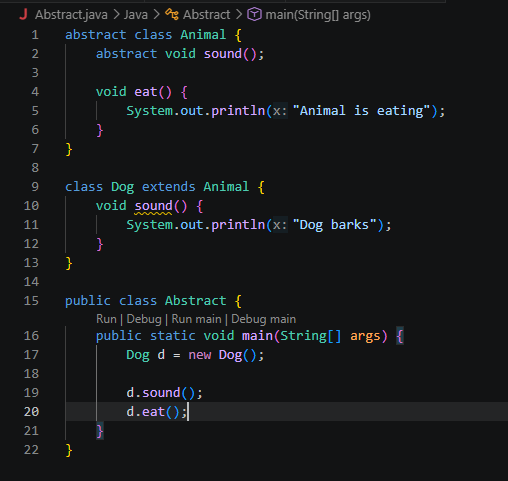 J Abstract.java > Java > Abstract > main(String[] args)
1 abstract class Animal {
2     abstract void sound();
3
4     void eat() {
5         System.out.println(x: "Animal is eating");
6     }
7 }
8
9 class Dog extends Animal {
10     void sound() {
11         System.out.println(x: "Dog barks");
12     }
13 }
14
15 public class Abstract {
Run | Debug | Run main | Debug main
16     public static void main(String[] args) {
17         Dog d = new Dog();
18
19         d.sound();
20         d.eat();
21     }
22 }